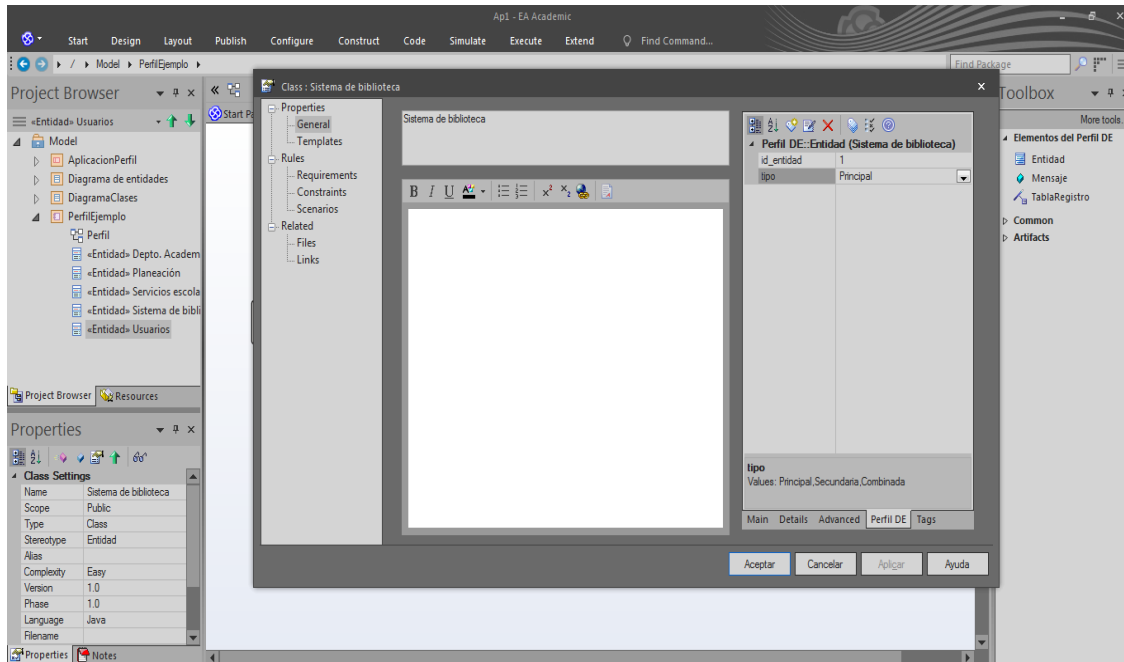 Ap1 - EA Academic
Start Design Layout Publish Configure Construct Code Simulate Execute Extend Find Command...
/ Model PerfilEjemplo
Find Package
Project Browser
«Entidad» Usuarios
Model
AplicacionPerfil
Diagrama de entidades
DiagramaClases
PerfilEjemplo
Perfil
«Entidad» Depto. Academ
«Entidad» Planeación
«Entidad» Servicios escola
«Entidad» Sistema de bibli
«Entidad» Usuarios
Project Browser Resources
Properties
Class Settings
Name Sistema de biblioteca
Scope Public
Type Class
Stereotype Entidad
Alias
Complexity Easy
Version 1.0
Phase 1.0
Language Java
Filename
Properties Notes
Start Pa
Class : Sistema de biblioteca
Properties
General
Templates
Rules
Requirements
Constraints
Scenarios
Related
Files
Links
Sistema de biblioteca
B I U A x² x₂
Perfil DE::Entidad (Sistema de biblioteca)
id_entidad 1
tipo Principal
tipo
Values: Principal,Secundaria,Combinada
Main Details Advanced Perfil DE Tags
Aceptar Cancelar Aplicar Ayuda
Toolbox
More tools.
Elementos del Perfil DE
Entidad
Mensaje
TablaRegistro
Common
Artifacts